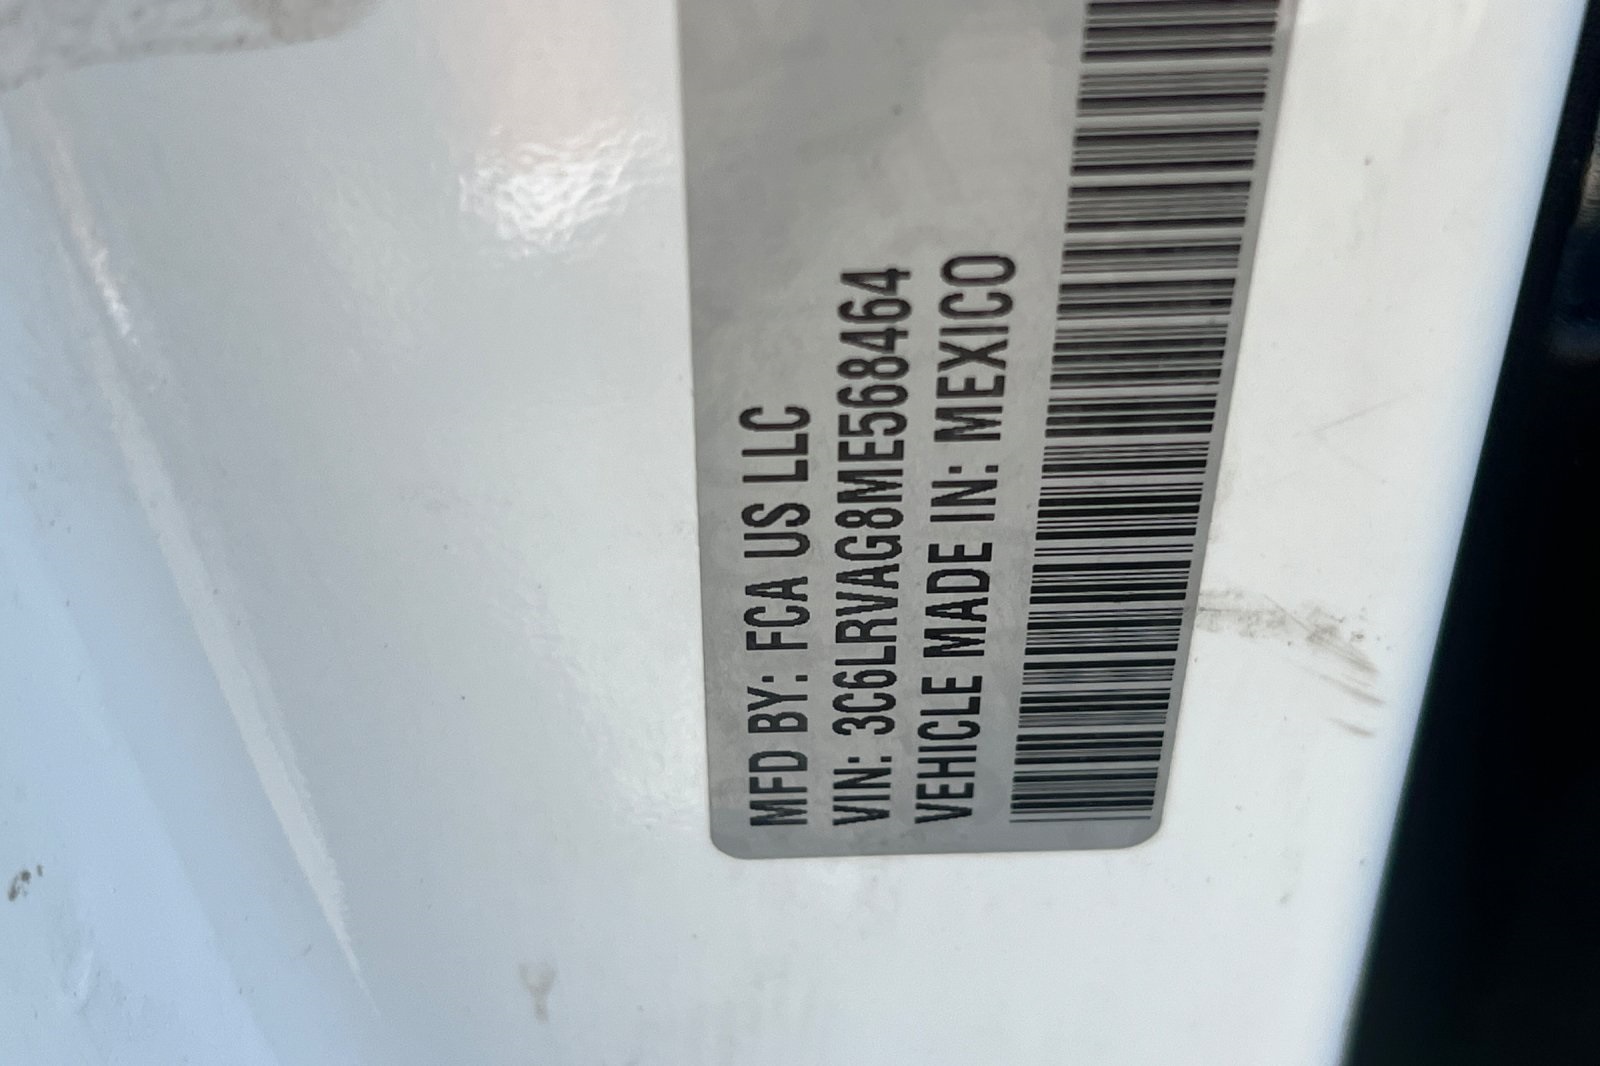 MFD BY: FCA US LLC
VIN: 3C6LRVAG8ME568464
VEHICLE MADE IN: MEXICO